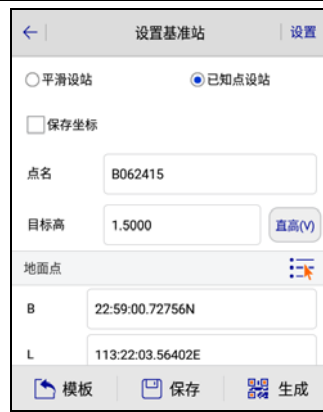 设置基准站 设置
平滑设站 已知点设站
保存坐标
点名 B062415
目标高 1.5000 直高(V)
地面点
B 22:59:00.72756N
L 113:22:03.56402E
模板 保存 生成